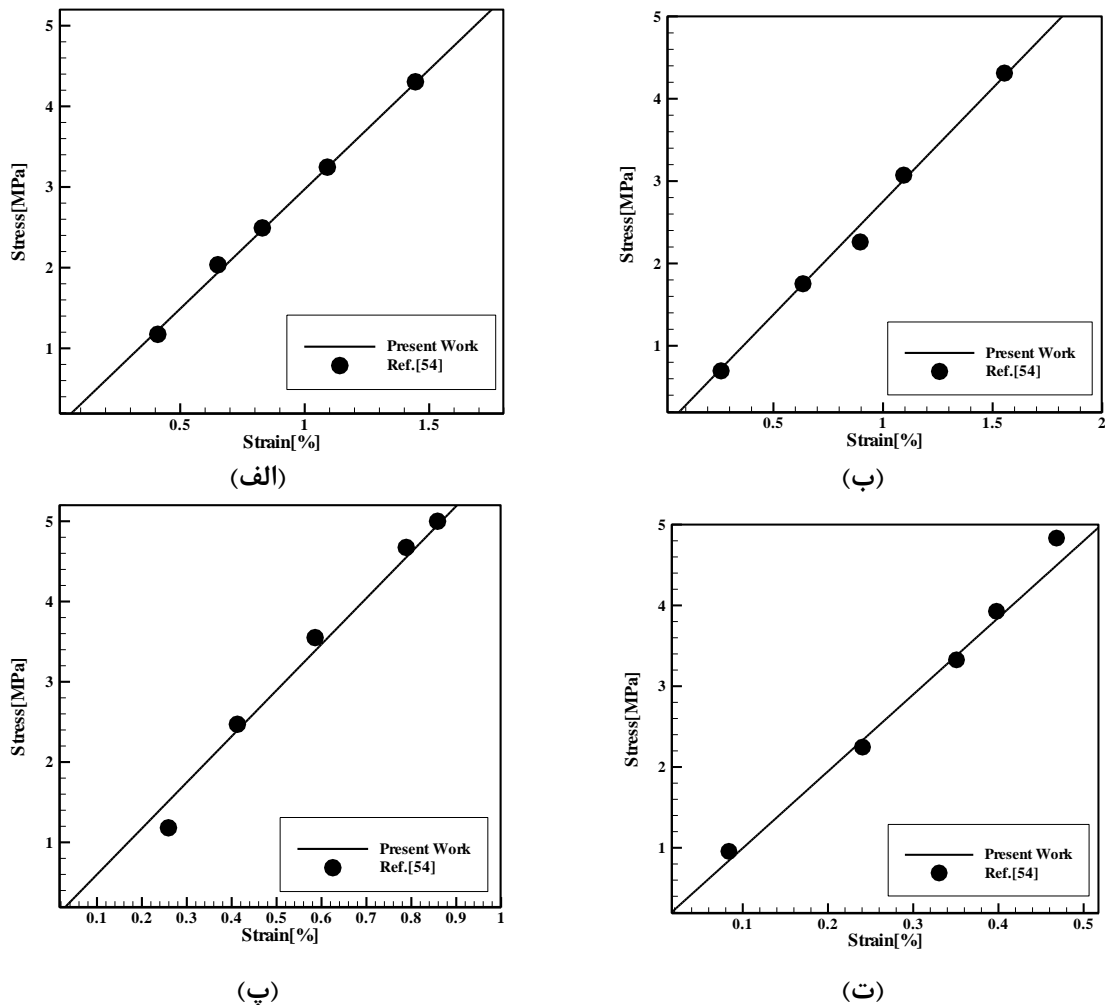 5
4
3
2
1
Stress[MPa]
0.5
1
1.5
Strain[%]
Present Work
Ref.[54]
(الف)
5
4
3
2
1
Stress[MPa]
0.5
1
1.5
2
Strain[%]
Present Work
Ref.[54]
(ب)
5
4
3
2
1
Stress[MPa]
0.1
0.2
0.3
0.4
0.5
0.6
0.7
0.8
0.9
1
Strain[%]
Present Work
Ref.[54]
(پ)
5
4
3
2
1
Stress[MPa]
0.1
0.2
0.3
0.4
0.5
Strain[%]
Present Work
Ref.[54]
(ت)